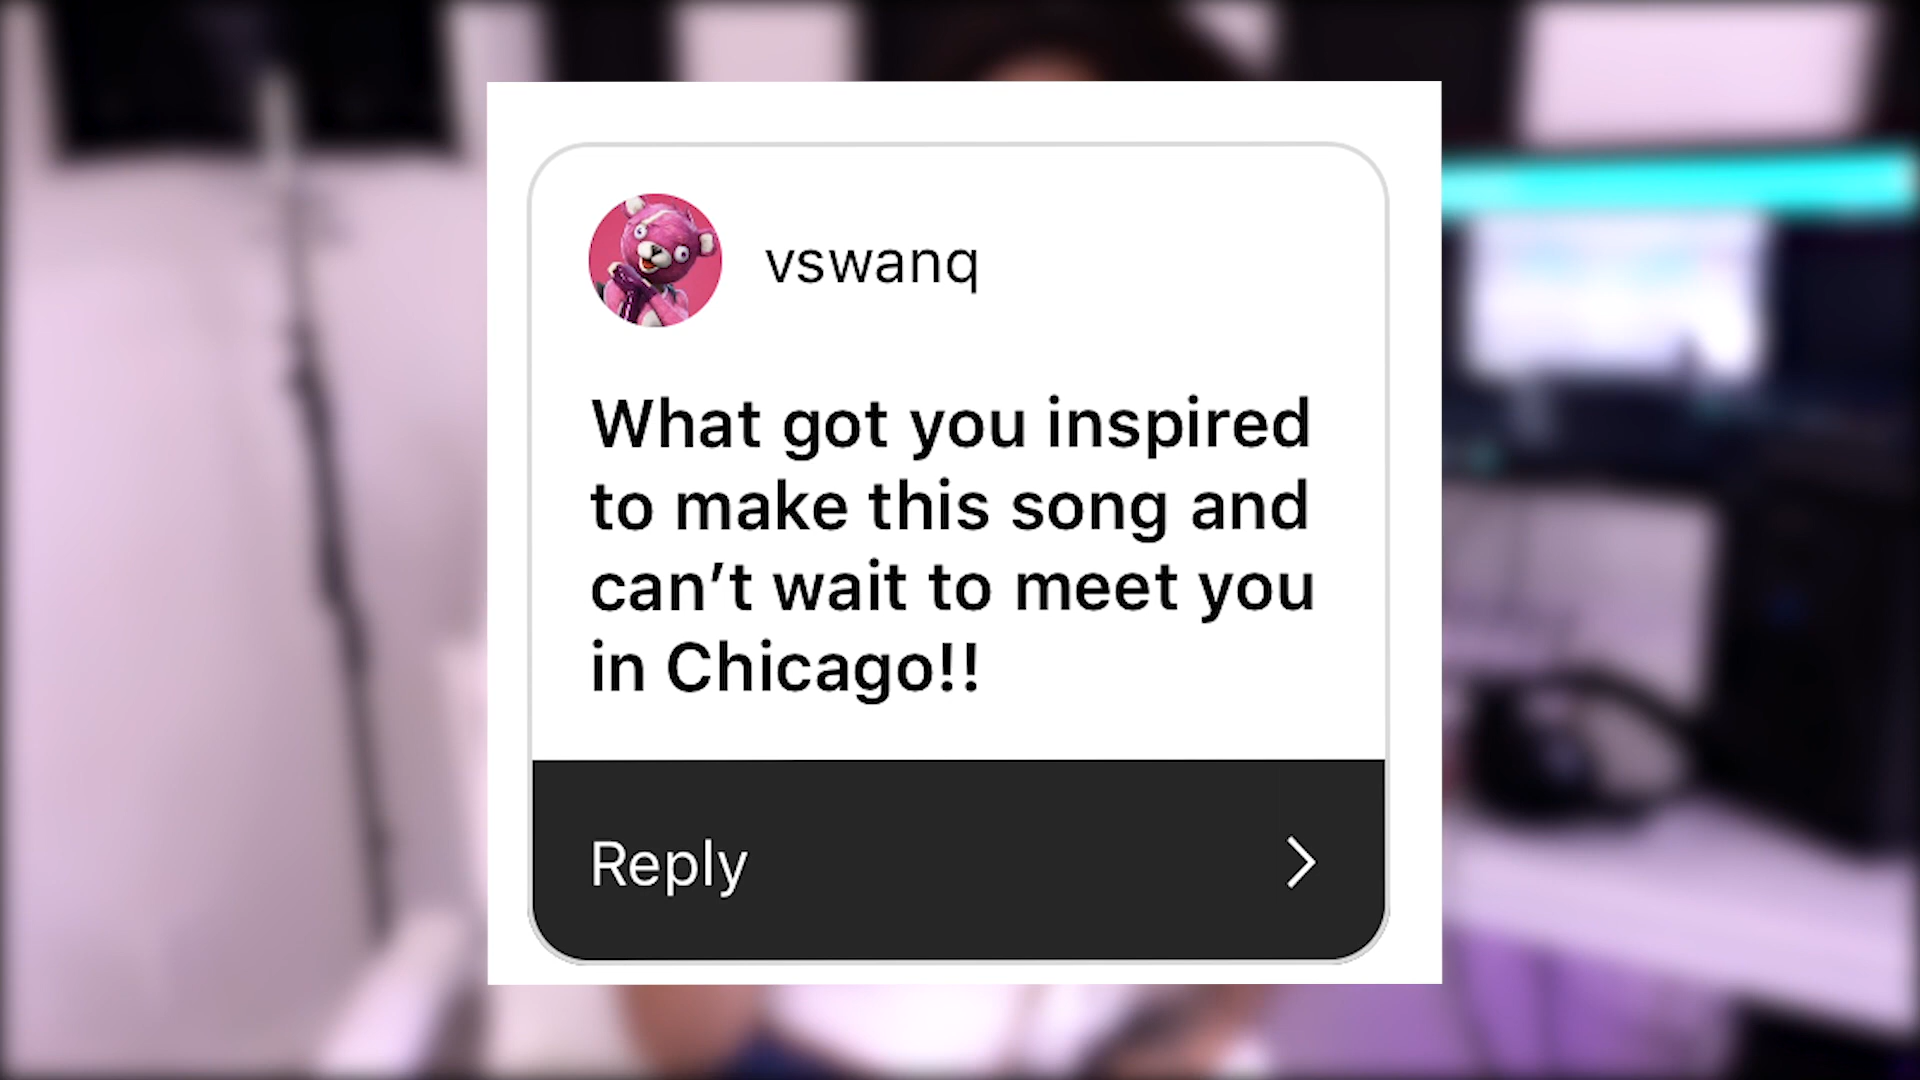 vswanq
What got you inspired
to make this song and
can’t wait to meet you
in Chicago!!
Reply